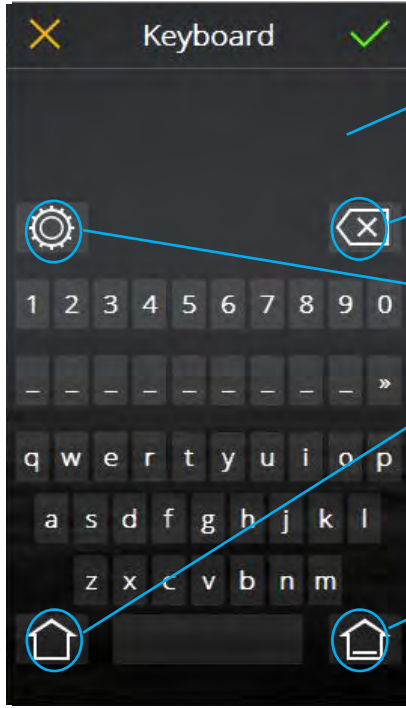 Keyboard
1 2 3 4 5 6 7 8 9 0
_ _ _ _ _ _ _ _ _ »
q w e r t y u i o p
a s d f g h j k l
z x c v b n m